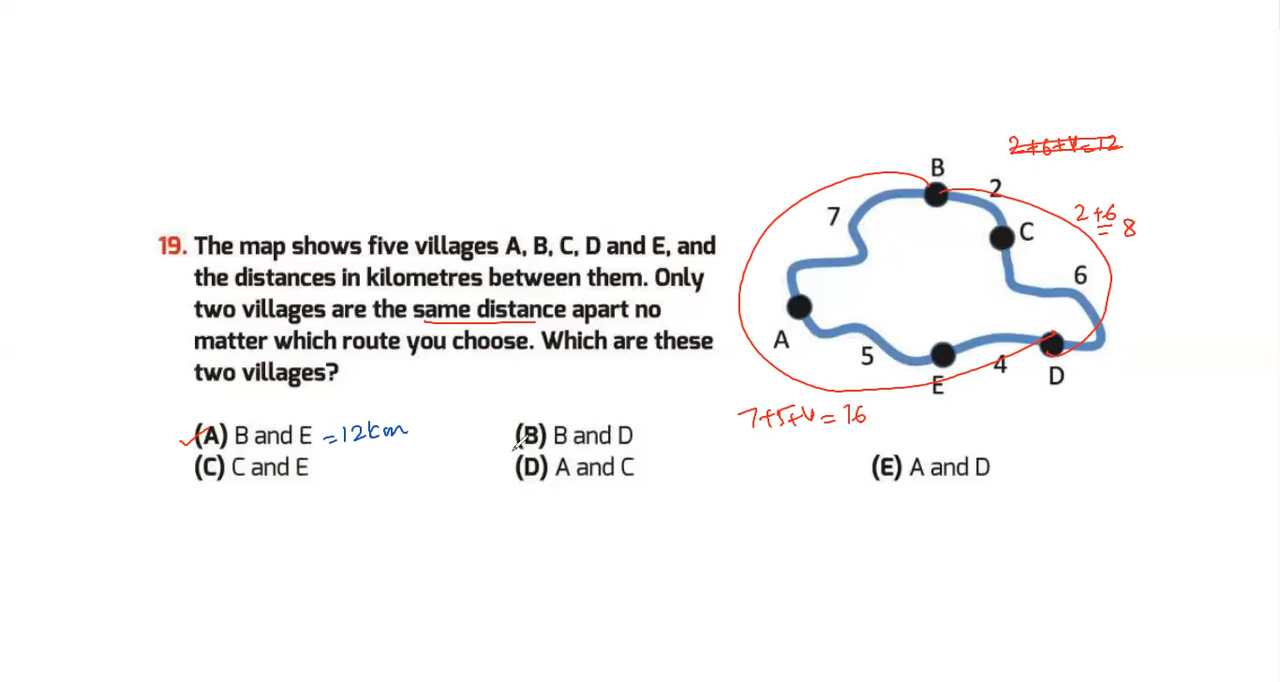 2+6+4=12
B
2
7
2+6
= 8
C
19. The map shows five villages A, B, C, D and E, and
the distances in kilometres between them. Only
two villages are the same distance apart no
matter which route you choose. Which are these
two villages?
6
A
5
E
4
D
7+5+4=16
(A) B and E =12km
(B) B and D
(C) C and E
(D) A and C
(E) A and D